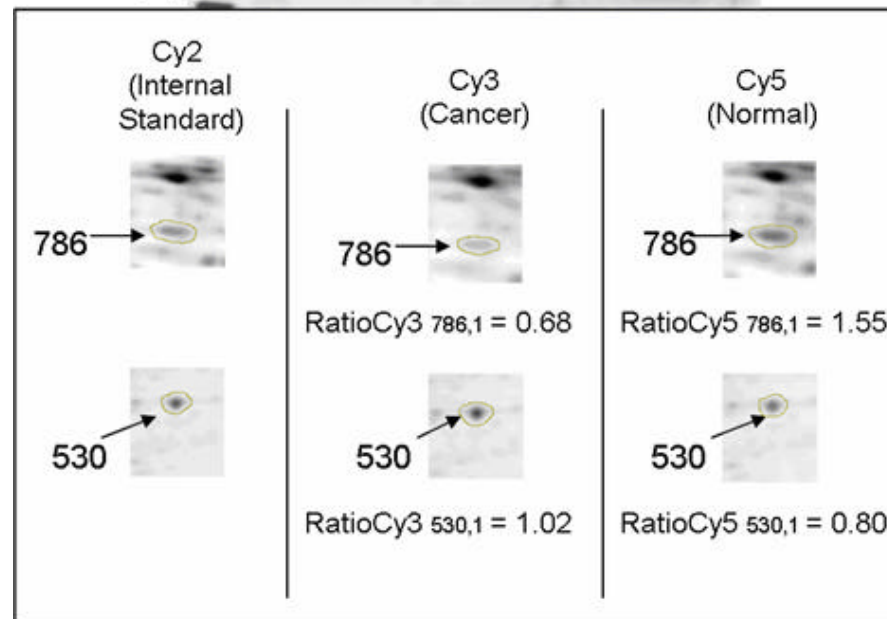 Cy2
(Internal
Standard)
786
530
Cy3
(Cancer)
786
RatioCy3 786,1 = 0.68
530
RatioCy3 530,1 = 1.02
Cy5
(Normal)
786
RatioCy5 786,1 = 1.55
530
RatioCy5 530,1 = 0.80